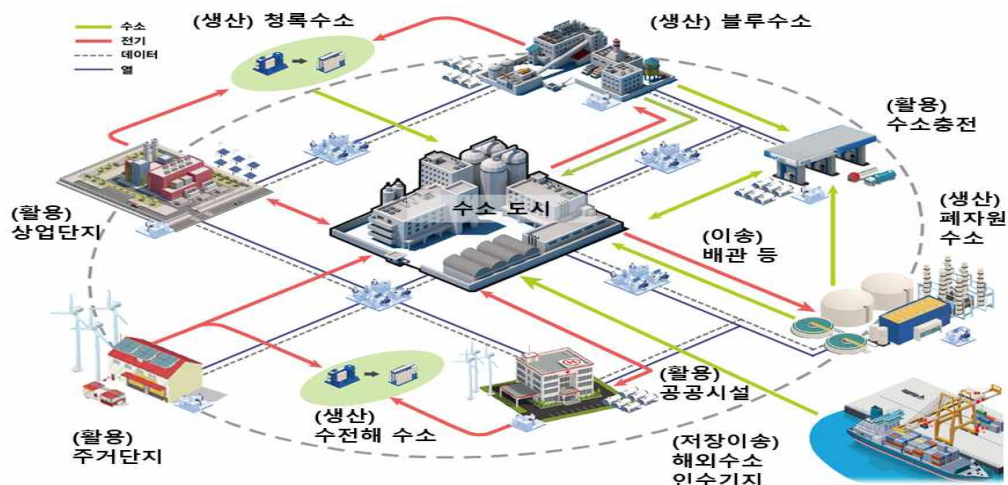 수소
전기
데이터
열
(생산) 청록수소
(생산) 블루수소
(활용)
수소충전
(활용)
상업단지
수소 도시
(생산)
폐자원
수소
(이송)
배관 등
(활용)
주거단지
(생산)
수전해 수소
(활용)
공공시설
(저장이송)
해외수소
인수기지